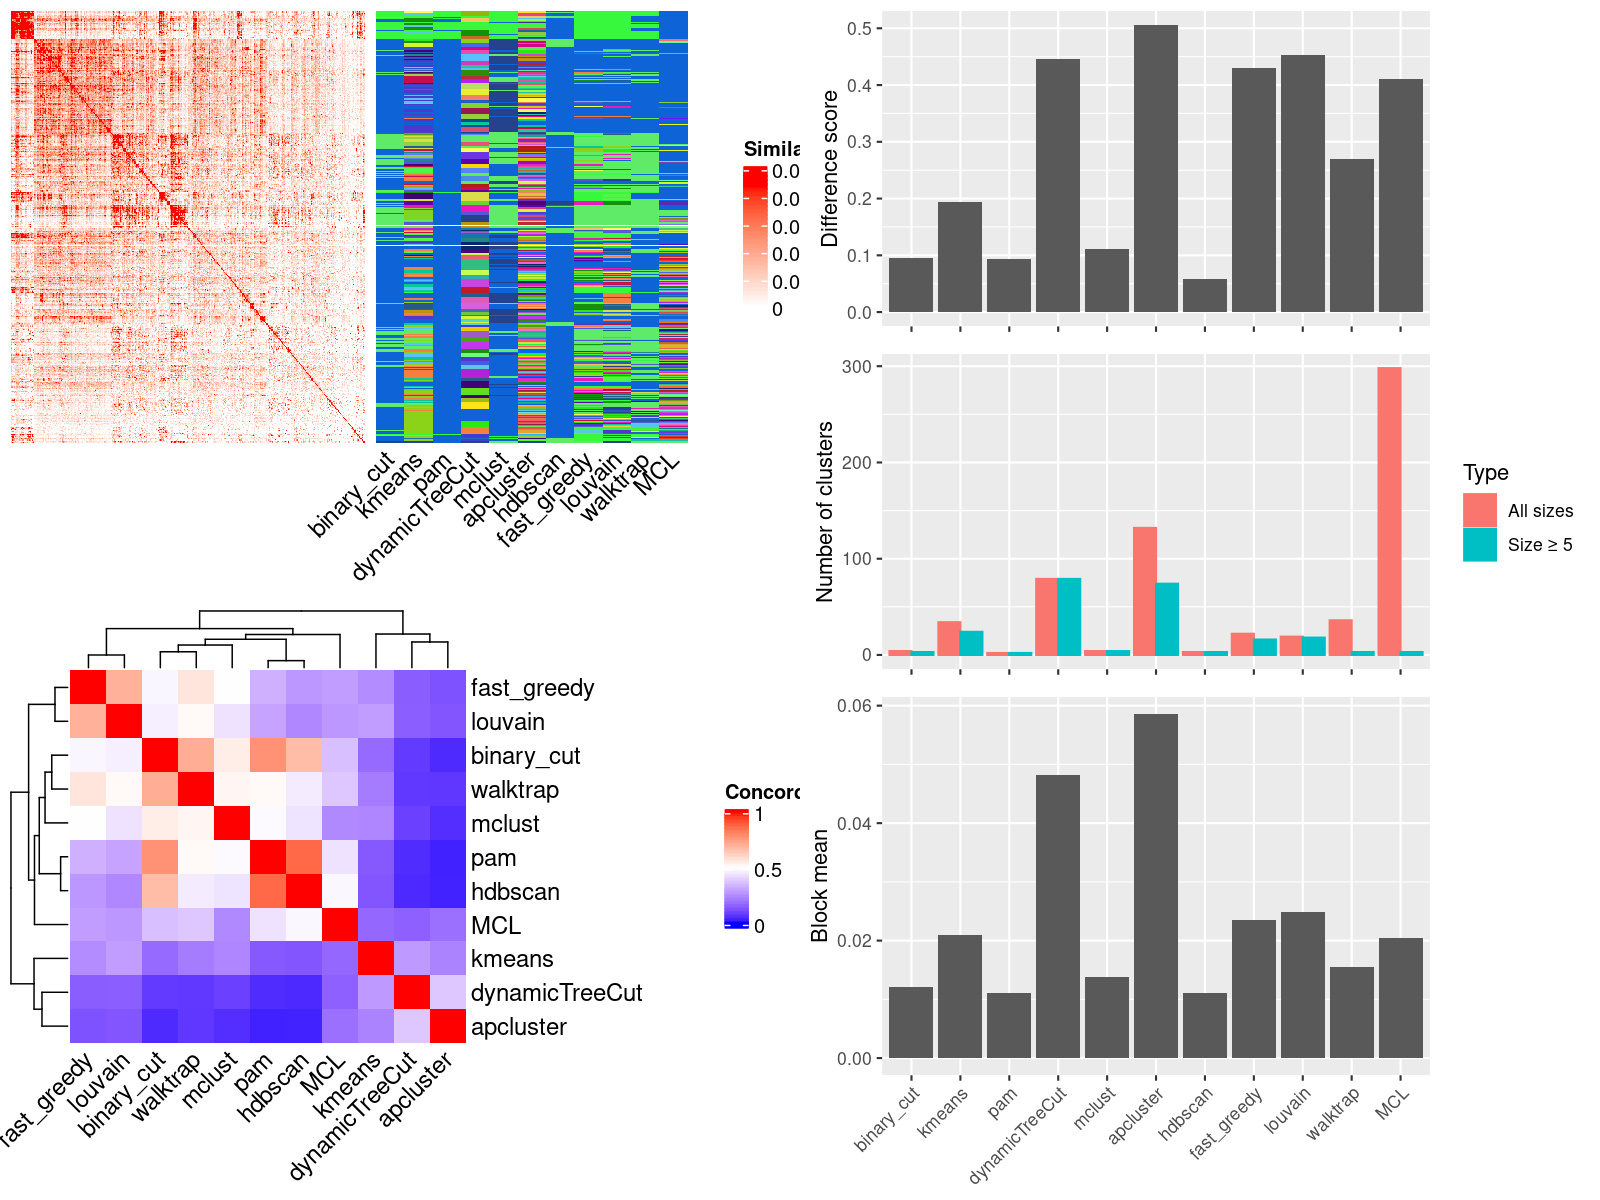 Simila
0.0
0.0
0.0
0.0
0.0
0
binary_cut
kmeans
pam
dynamicTreeCut
mclust
apcluster
hdbscan
fast_greedy
louvain
walktrap
MCL
fast_greedy
louvain
binary_cut
walktrap
mclust
pam
hdbscan
MCL
kmeans
dynamicTreeCut
apcluster
fast_greedy
louvain
binary_cut
walktrap
mclust
pam
hdbscan
MCL
kmeans
dynamicTreeCut
apcluster
Concord
1
0.5
0
Difference score
0.5
0.4
0.3
0.2
0.1
0.0
Number of clusters
300
200
100
0
Type
All sizes
Size ≥ 5
Block mean
0.06
0.04
0.02
0.00
binary_cut
kmeans
pam
dynamicTreeCut
mclust
apcluster
hdbscan
fast_greedy
louvain
walktrap
MCL